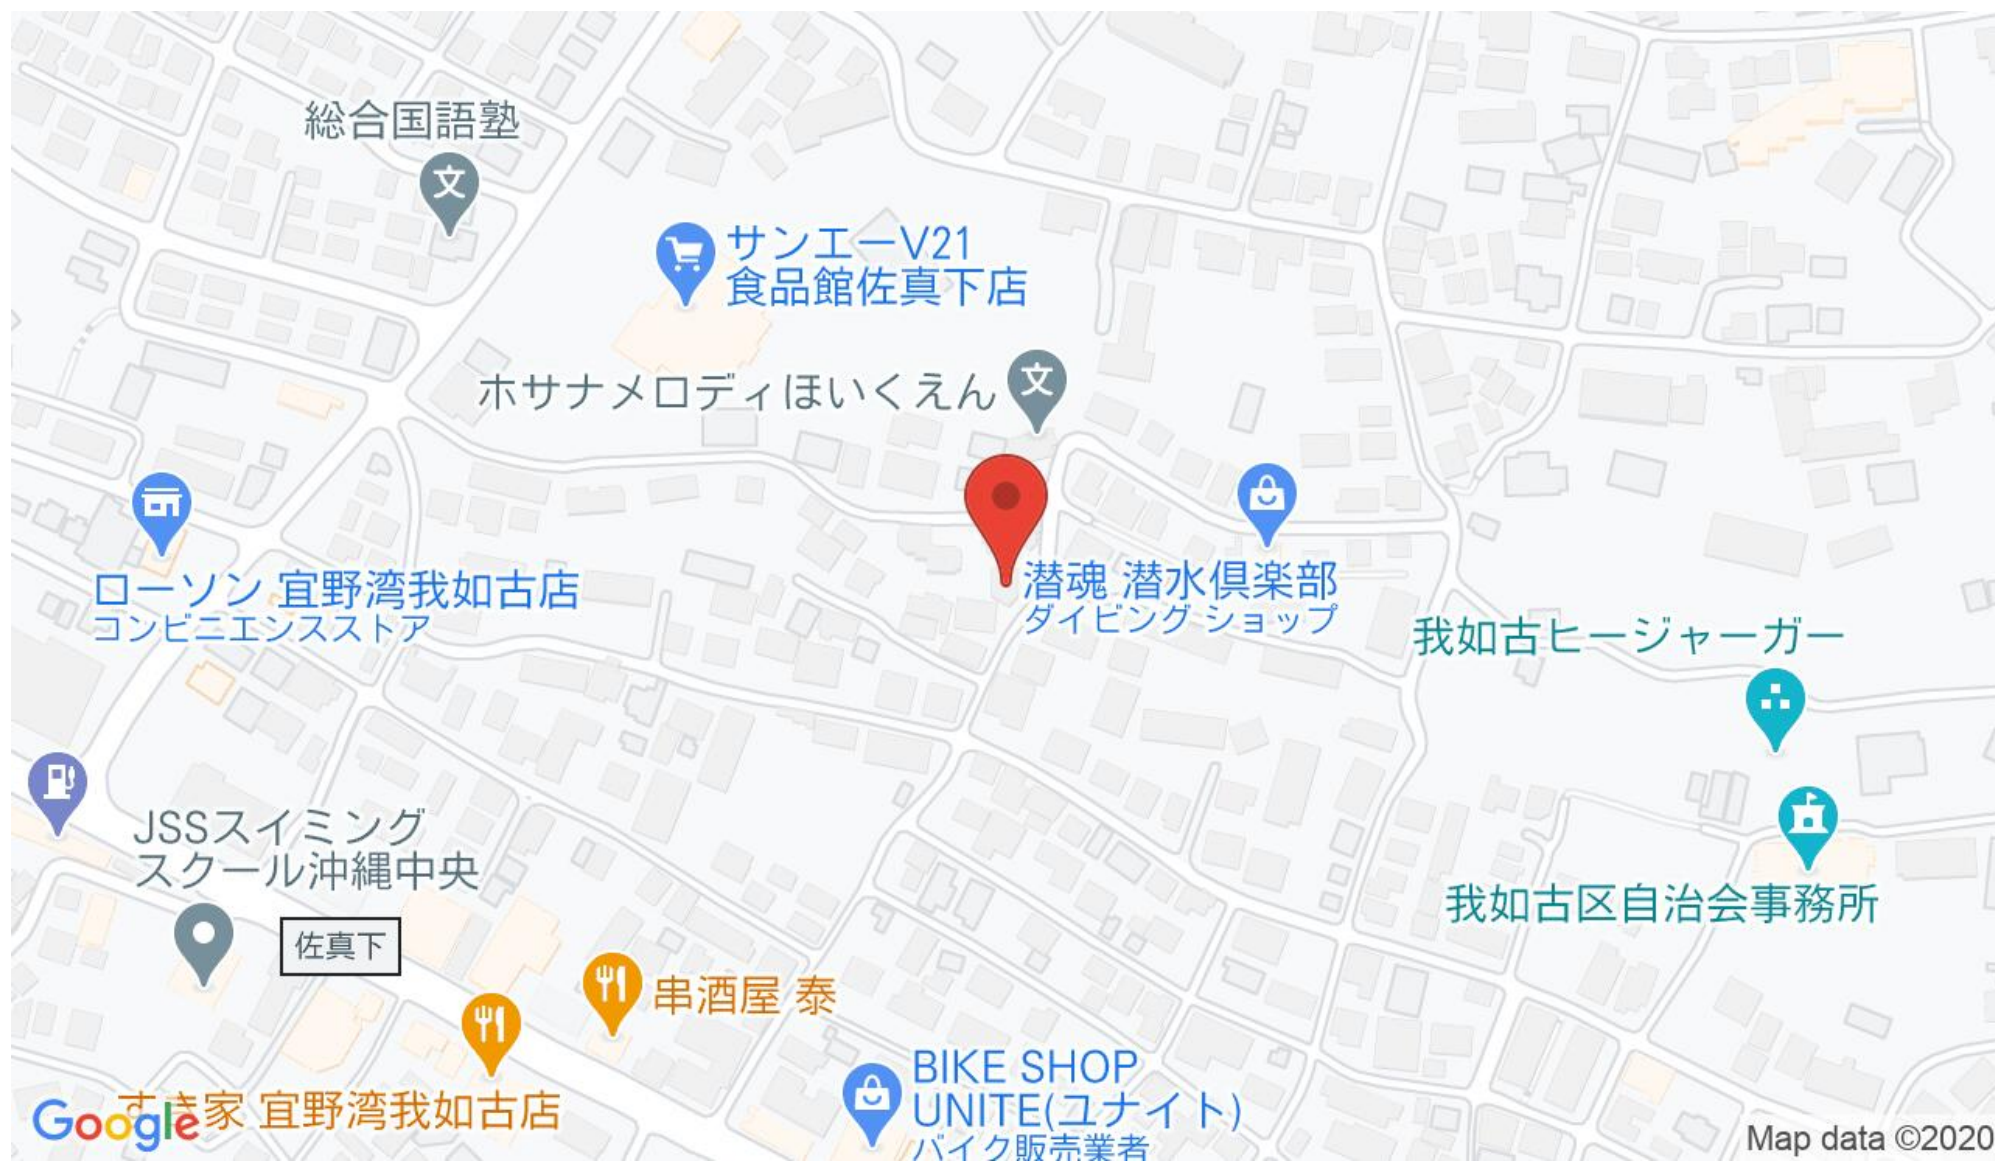 総合国語塾
サンエーV21
食品館佐真下店
ホサナメロディほいくえん
ローソン 宜野湾我如古店
コンビニエンスストア
潜魂 潜水倶楽部
ダイビング ショップ
我如古ヒージャーガー
JSSスイミング
スクール沖縄中央
我如古区自治会事務所
佐真下
串酒屋 泰
BIKE SHOP
UNITE(ユナイト)
バイク販売業者
すき家 宜野湾我如古店
Google
Map data ©2020